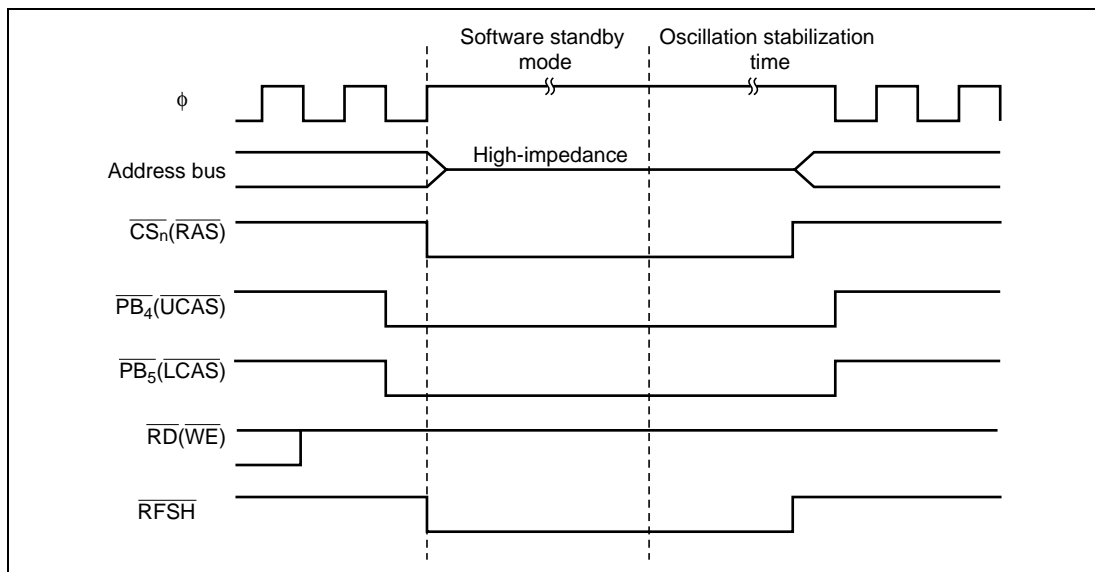 Software standby
mode
Oscillation stabilization
time
ϕ
Address bus
High-impedance
CSₙ(RAS)
PB₄(UCAS)
PB₅(LCAS)
RD(WE)
RFSH